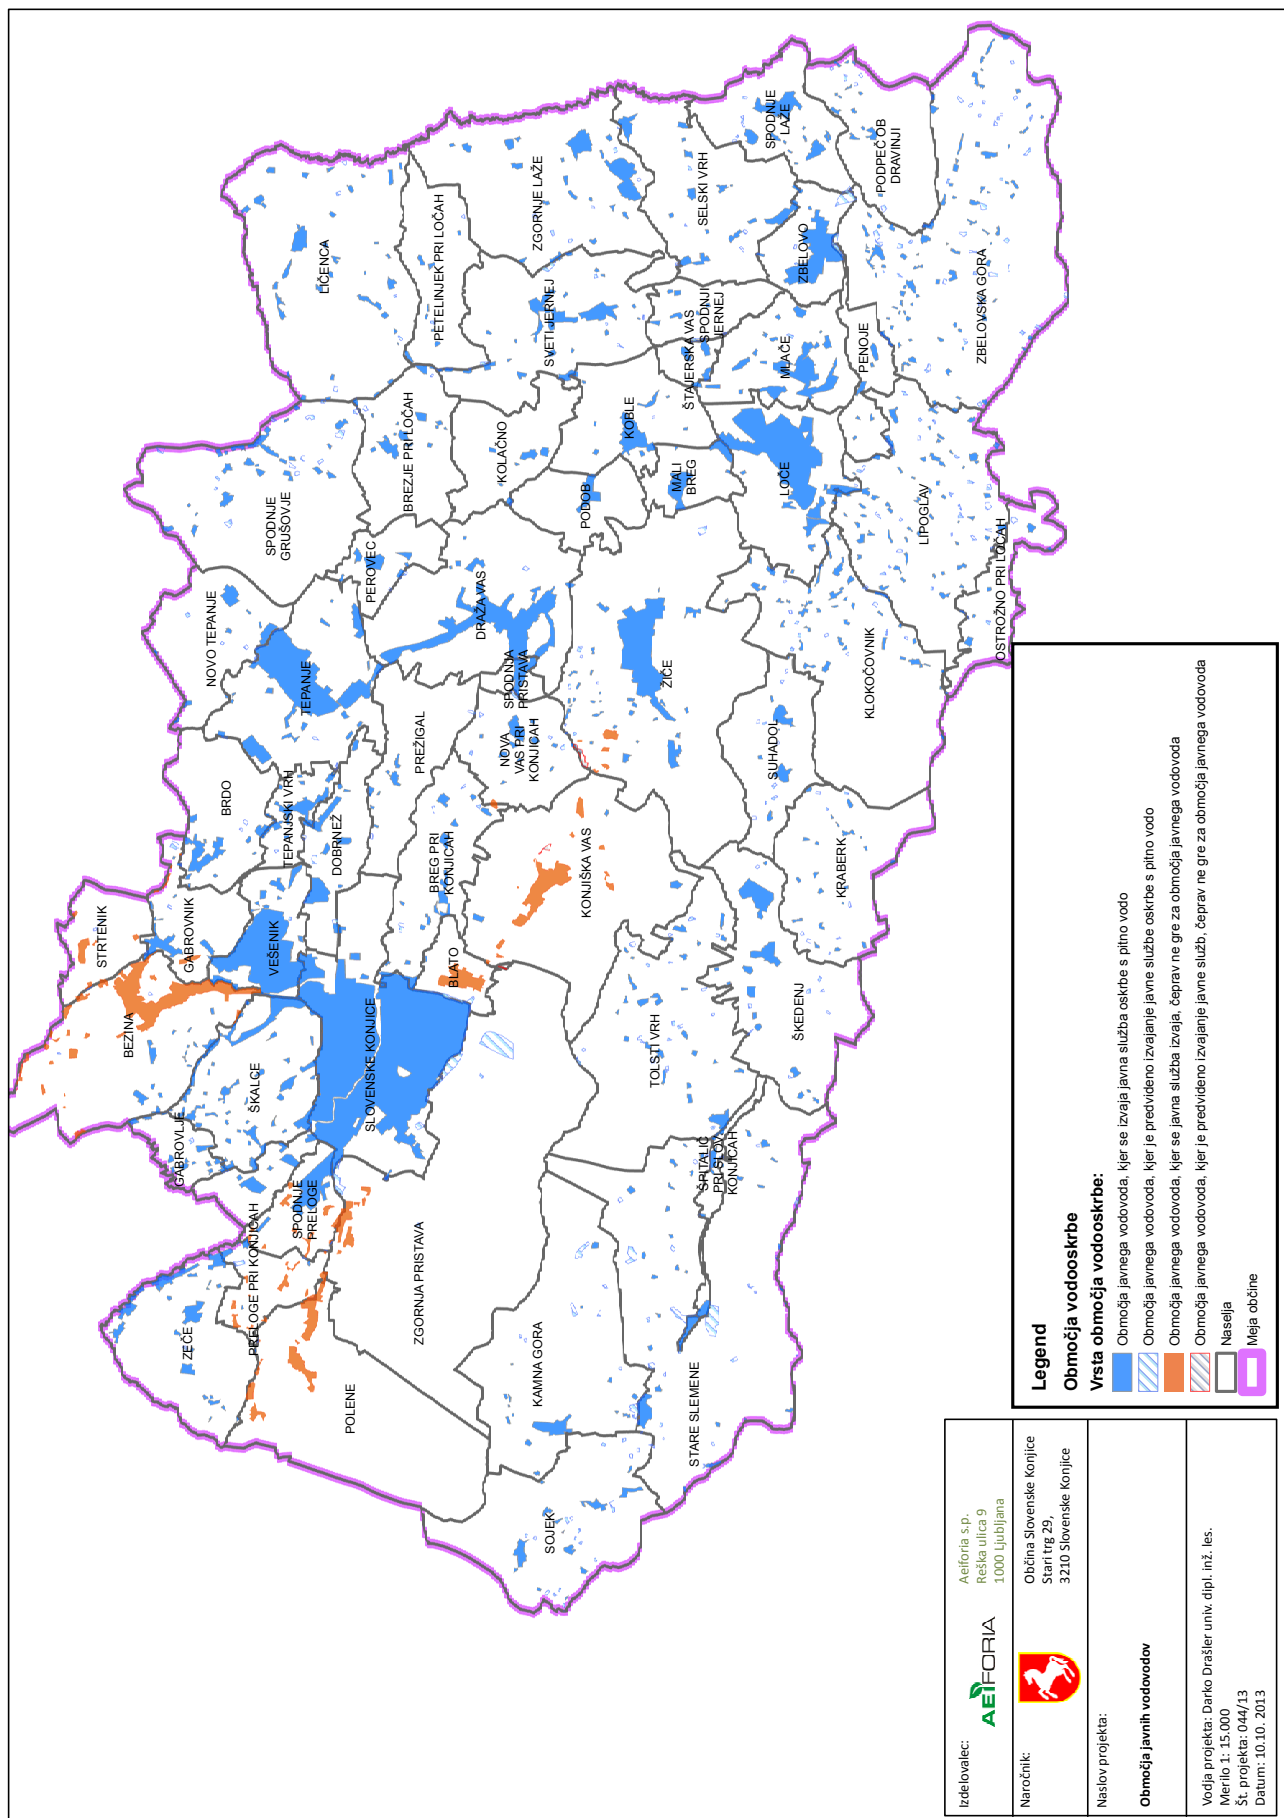 ZEČE
PRELOGE PRI KONJICAH
POLENE
SPODNJE
PRELOGE
GABROVLJE
ŠKALCE
BEZINA
STRTENIK
GABROVNIK
VEŠENIK
SLOVENSKE KONJICE
BLATO
BREG PRI
KONJICAH
DOBRNEŽ
TEPANJSKI VRH
BRDO
NOVO TEPANJE
TEPANJE
PREŽIGAL
NOVA
VAS PRI
KONJICAH
SPODNJA
PRISTAVA
DRAŽA VAS
PEROVEC
SPODNJE
GRUŠOVJE
BREZJE PRI LOČAH
KOLAČNO
LIČENCA
PETELINJEK PRI LOČAH
ZGORNJE LAŽE
SVETI JERNEJ
KOBLE
PODOB
MALI
BREG
ŠTAJERSKA VAS
SPODNJI
JERNEJ
SELSKI VRH
SPODNJE
LAŽE
ZBELOVO
PODPEČ OB
DRAVINJI
ZBELOVSKA GORA
PENOJE
MLAČE
LOČE
LIPOGLAV
OSTROŽNO PRI LOČAH
KLOKOČOVNIK
ŽIČE
SUHADOL
KRABERK
KONJIŠKA VAS
ŠKEDENJ
TOLSTI VRH
ŠPITALIČ
PRI SLOV.
KONJICAH
ZGORNJA PRISTAVA
KAMNA GORA
STARE SLEMENE
SOJEK
Legend
Območja vodooskrbe
Vrsta območja vodooskrbe:
Območja javnega vodovoda, kjer se izvaja javna služba oskrbe s pitno vodo
Območja javnega vodovoda, kjer je predvideno izvajanje javne službe oskrbe s pitno vodo
Območja javnega vodovoda, kjer se javna služba izvaja, čeprav ne gre za območja javnega vodovoda
Območja javnega vodovoda, kjer je predvideno izvajanje javne služb, čeprav ne gre za območja javnega vodovoda
Naselja
Meja občine
Izdelovalec:
AEIFORIA
Aeiforia s.p.
Reška ulica 9
1000 Ljubljana
Naročnik:
Občina Slovenske Konjice
Stari trg 29,
3210 Slovenske Konjice
Naslov projekta:
Območja javnih vodovodov
Vodja projekta: Darko Drašler univ. dipl. inž. les.
Merilo 1: 15.000
Št. projekta: 044/13
Datum: 10.10. 2013